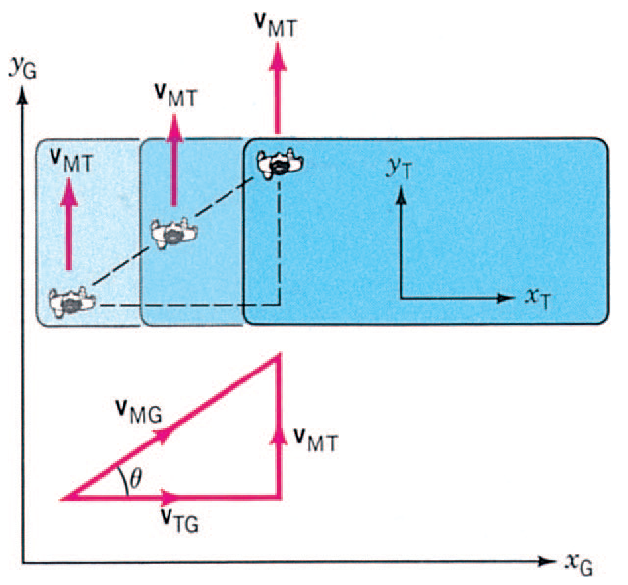 v_MT
y_G
v_MT
v_MT
y_T
x_T
v_MG
v_MT
θ
v_TG
x_G